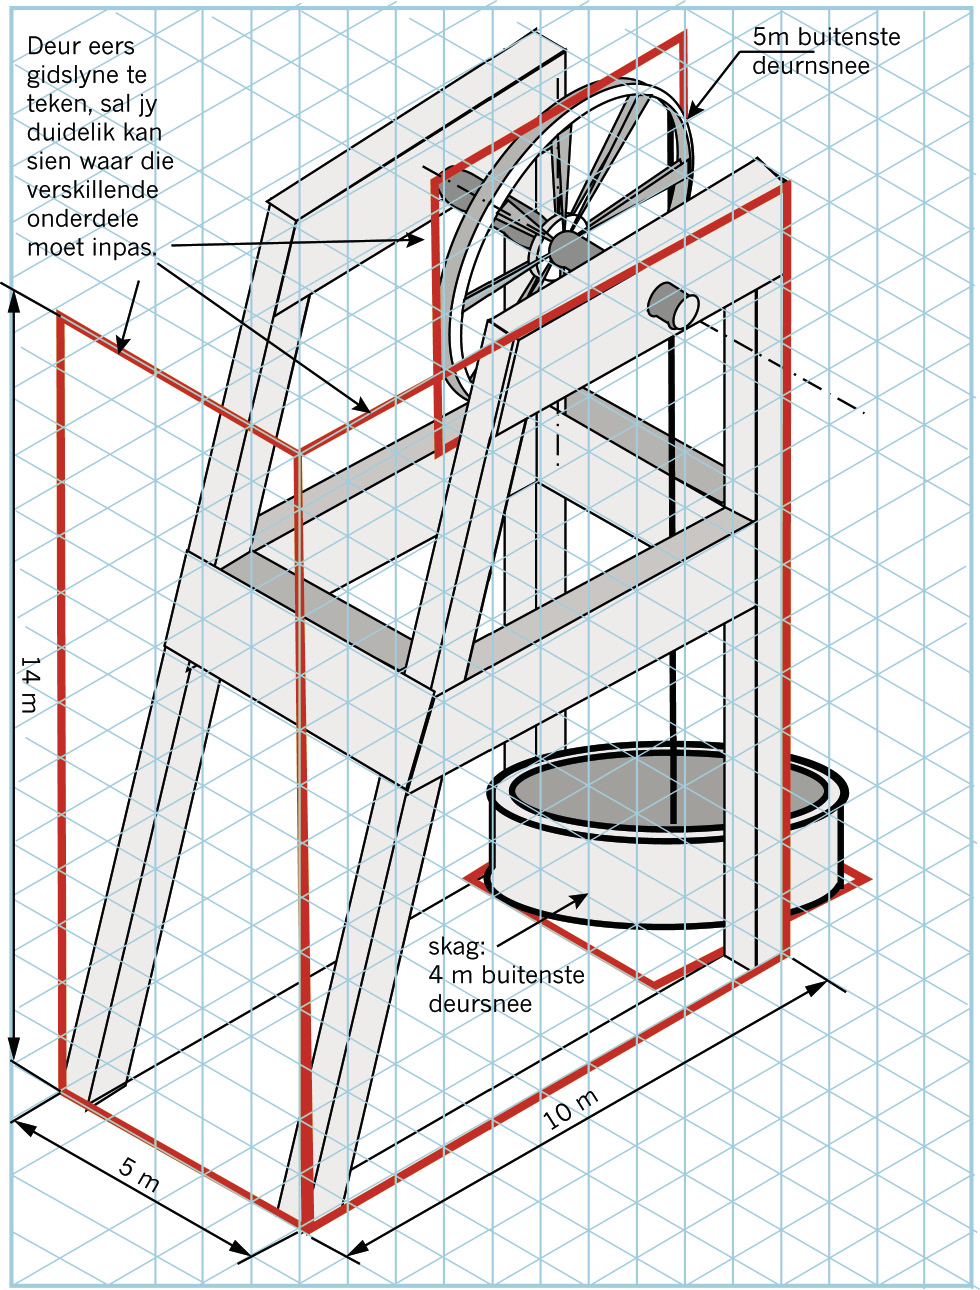 Deur eers
gidslyne te
teken, sal jy
duidelik kan
sien waar die
verskillende
onderdele
moet inpas.
5m buitenste
deurnsnee
14 m
skag:
4 m buitenste
deursnee
10 m
5 m